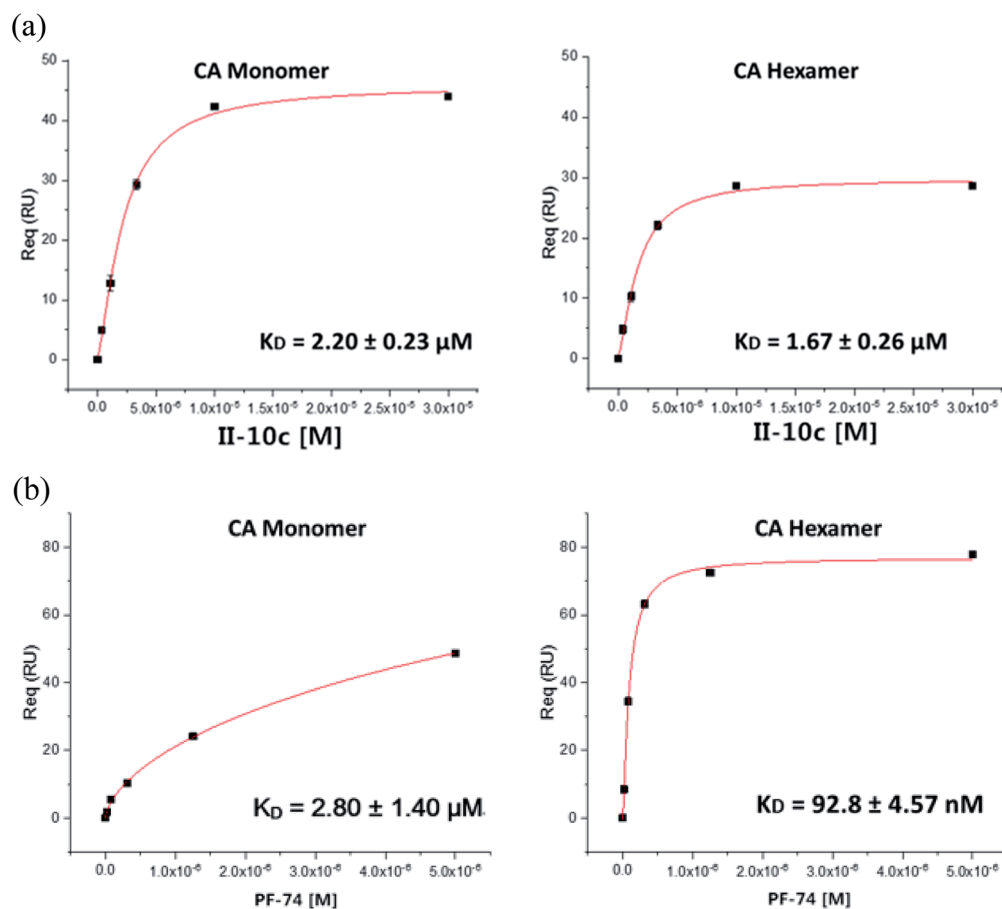 (a)
CA Monomer
50
40
30
20
10
0
Req (RU)
K_D = 2.20 ± 0.23 µM
0.0 5.0x10⁻⁶ 1.0x10⁻⁵ 1.5x10⁻⁵ 2.0x10⁻⁵ 2.5x10⁻⁵ 3.0x10⁻⁵
II-10c [M]
CA Hexamer
50
40
30
20
10
0
Req (RU)
K_D = 1.67 ± 0.26 µM
0.0 5.0x10⁻⁶ 1.0x10⁻⁵ 1.5x10⁻⁵ 2.0x10⁻⁵ 2.5x10⁻⁵ 3.0x10⁻⁵
II-10c [M]
(b)
CA Monomer
80
60
40
20
0
Req (RU)
K_D = 2.80 ± 1.40 µM.
0.0 1.0x10⁻⁶ 2.0x10⁻⁶ 3.0x10⁻⁶ 4.0x10⁻⁶ 5.0x10⁻⁶
PF-74 [M]
CA Hexamer
80
60
40
20
0
Req (RU)
K_D = 92.8 ± 4.57 nM
0.0 1.0x10⁻⁶ 2.0x10⁻⁶ 3.0x10⁻⁶ 4.0x10⁻⁶ 5.0x10⁻⁶
PF-74 [M]